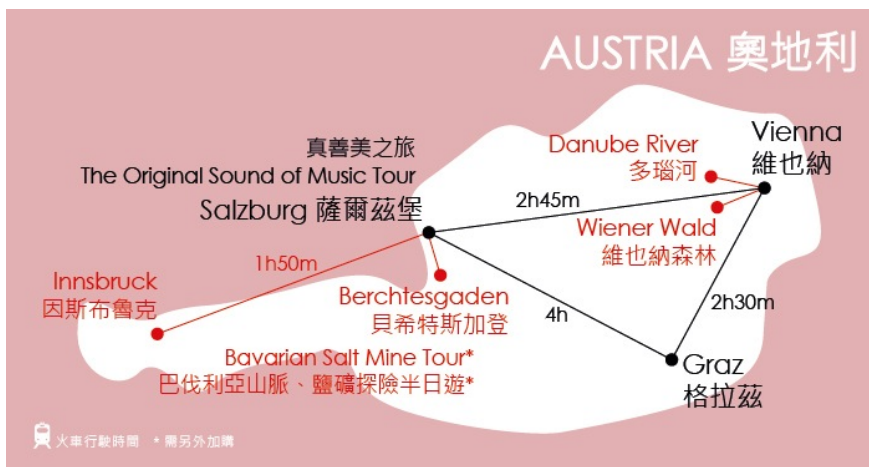 AUSTRIA 奧地利
真善美之旅
The Original Sound of Music Tour
Salzburg 薩爾茲堡
Danube River
多瑙河
Vienna
維也納
2h45m
Wiener Wald
維也納森林
1h50m
Innsbruck
因斯布魯克
Berchtesgaden
貝希特斯加登
4h
2h30m
Bavarian Salt Mine Tour*
巴伐利亞山脈、鹽礦探險半日遊*
Graz
格拉茲
火車行駛時間 *需另外加購